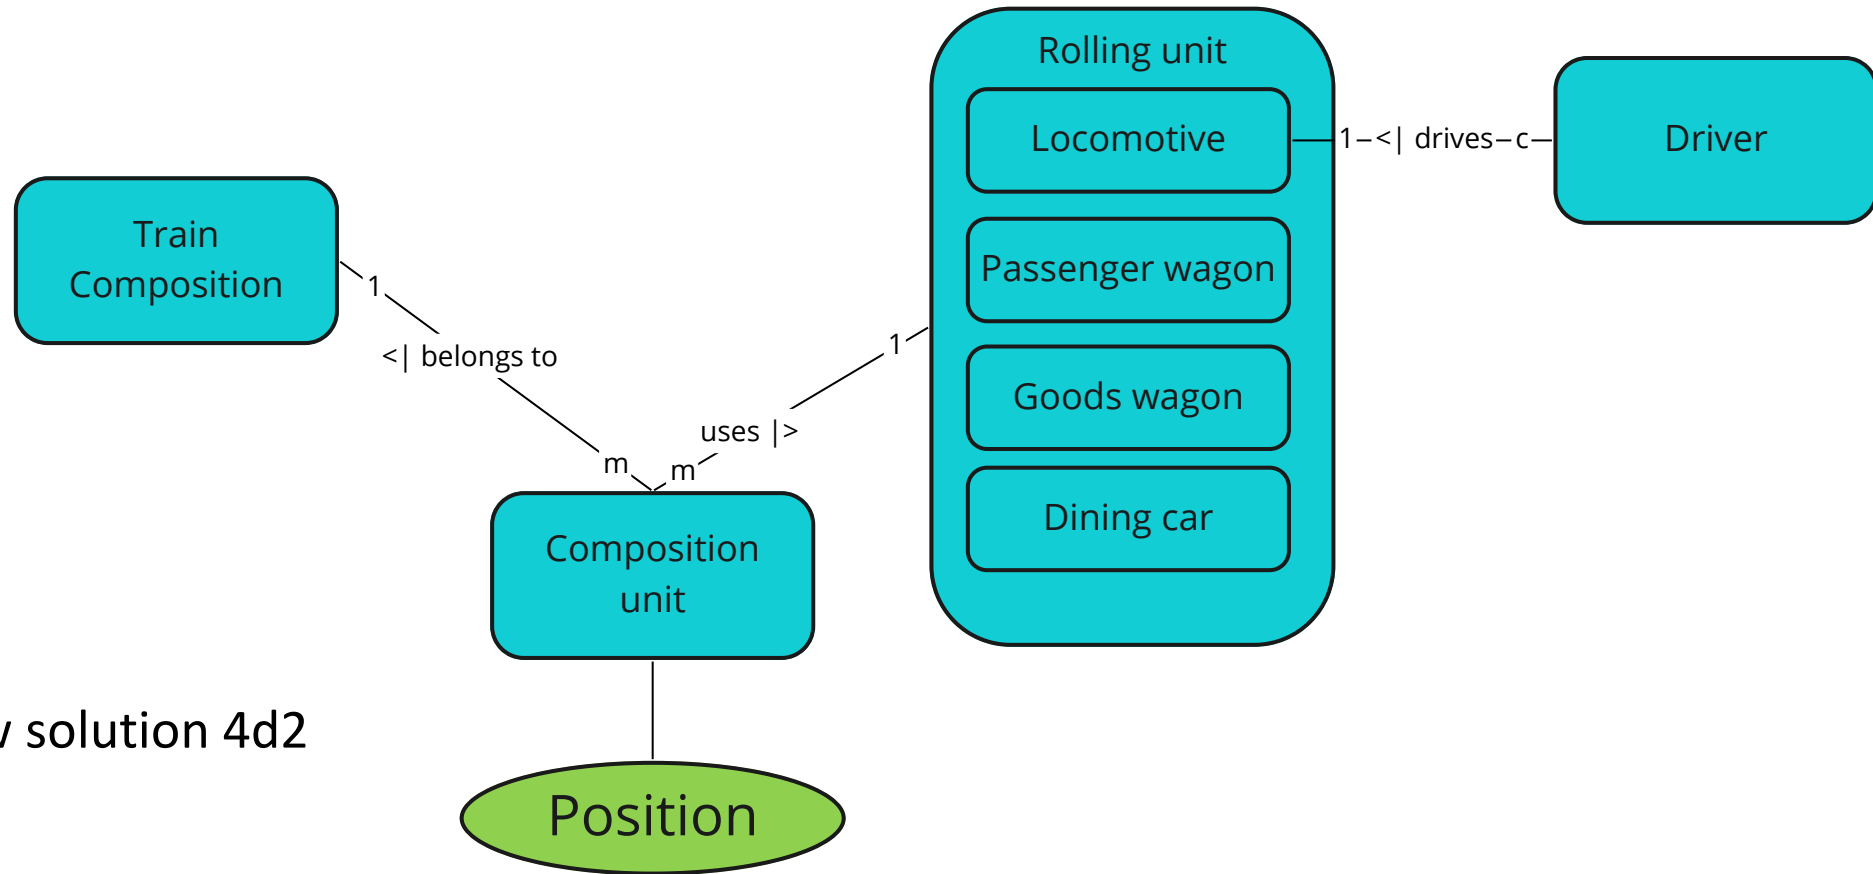 Rolling unit
Locomotive
1
<| drives
c
Driver
Train
Composition
Passenger wagon
1
1
<| belongs to
Goods wagon
uses |>
m
m
Dining car
Composition
unit
solution 4d2
Position